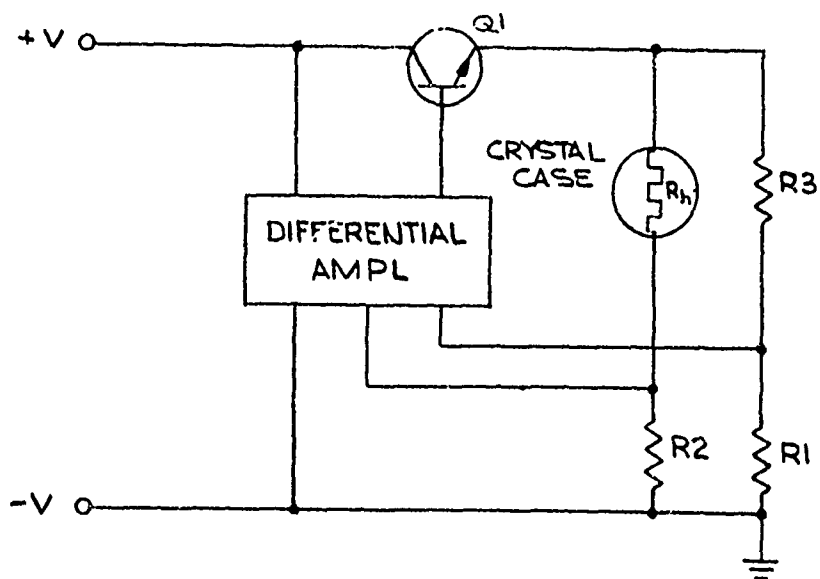 Q1
+V
CRYSTAL
CASE
Rh
R3
DIFFERENTIAL
AMPL
R2
R1
-V